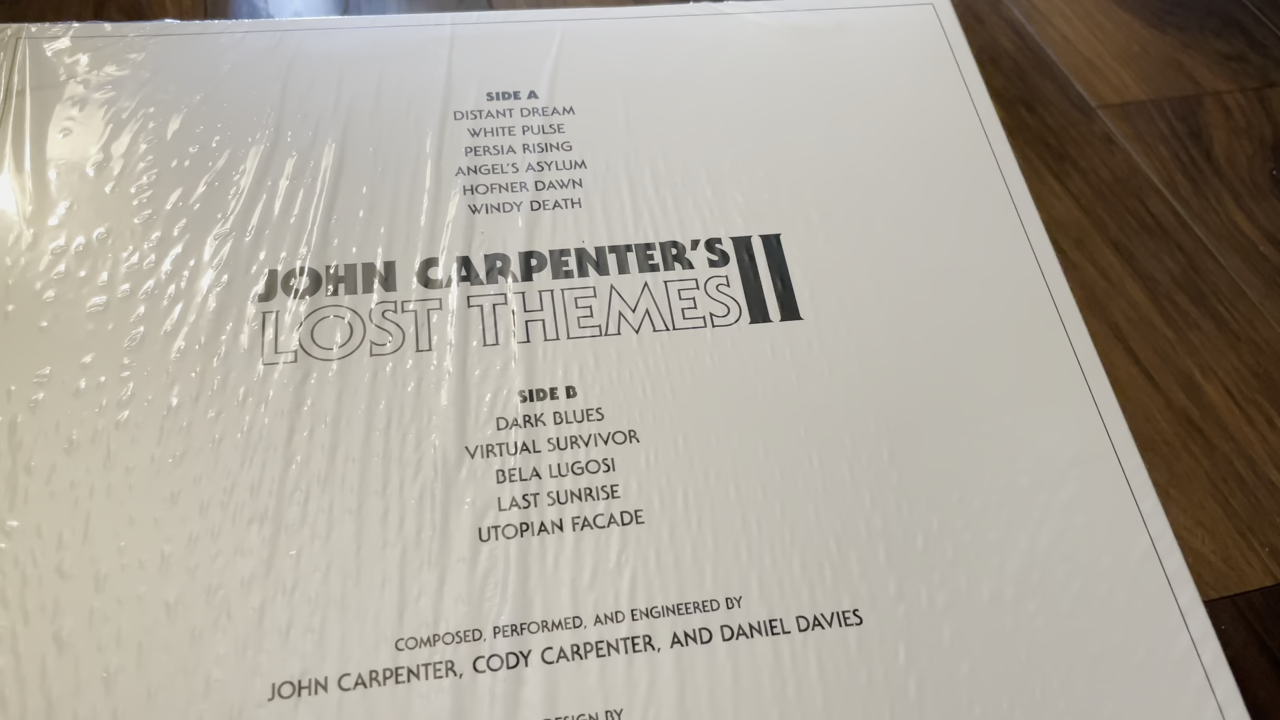 SIDE A
DISTANT DREAM
WHITE PULSE
PERSIA RISING
ANGEL'S ASYLUM
HOFNER DAWN
WINDY DEATH
JOHN CARPENTER'S
LOST THEMES II
SIDE B
DARK BLUES
VIRTUAL SURVIVOR
BELA LUGOSI
LAST SUNRISE
UTOPIAN FACADE
COMPOSED, PERFORMED, AND ENGINEERED BY
JOHN CARPENTER, CODY CARPENTER, AND DANIEL DAVIES
BY